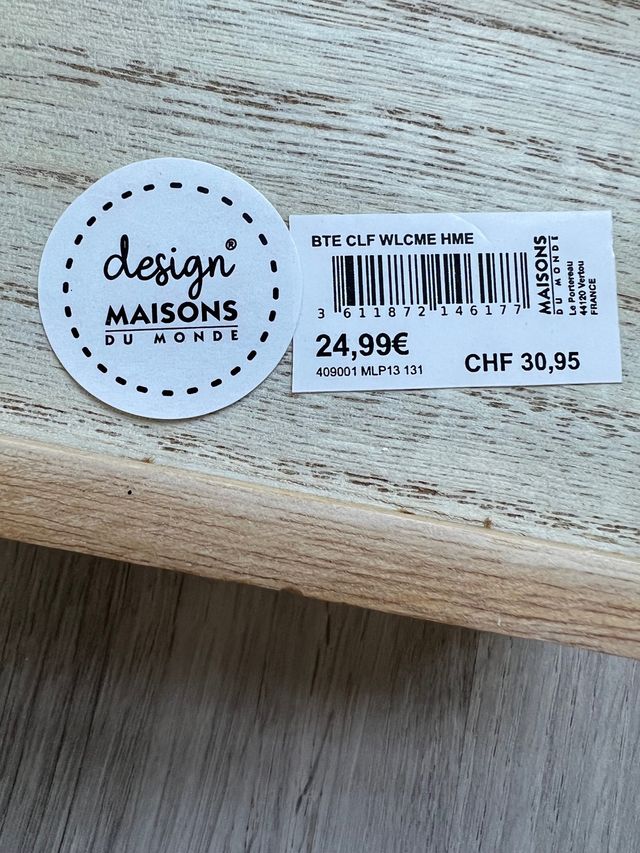 design®
MAISONS
DU MONDE
BTE CLF WLCME HME
3 611872 146177
24,99€
409001 MLP13 131
CHF 30,95
MAISONS
DU MONDE
Le Portereau
44120 Vertou
FRANCE